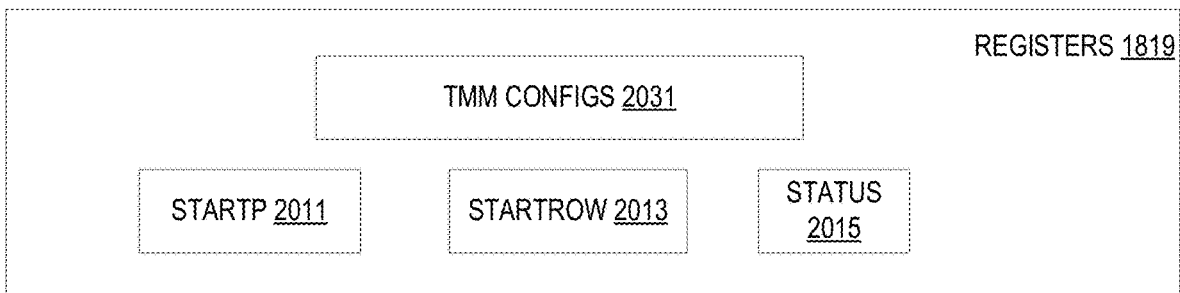 REGISTERS 1819
TMM CONFIGS 2031
STARTP 2011
STARTROW 2013
STATUS
2015